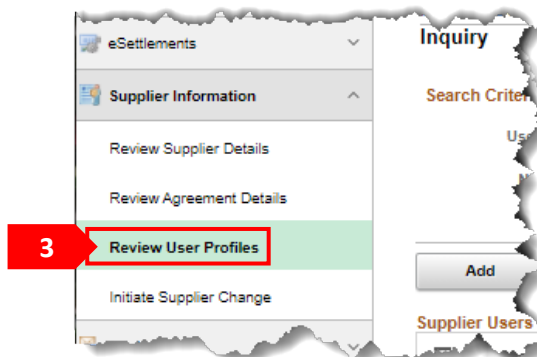 eSettlements
Supplier Information
Review Supplier Details
Review Agreement Details
3 Review User Profiles
Initiate Supplier Change
Inquiry
Search
Add
Supplier Users